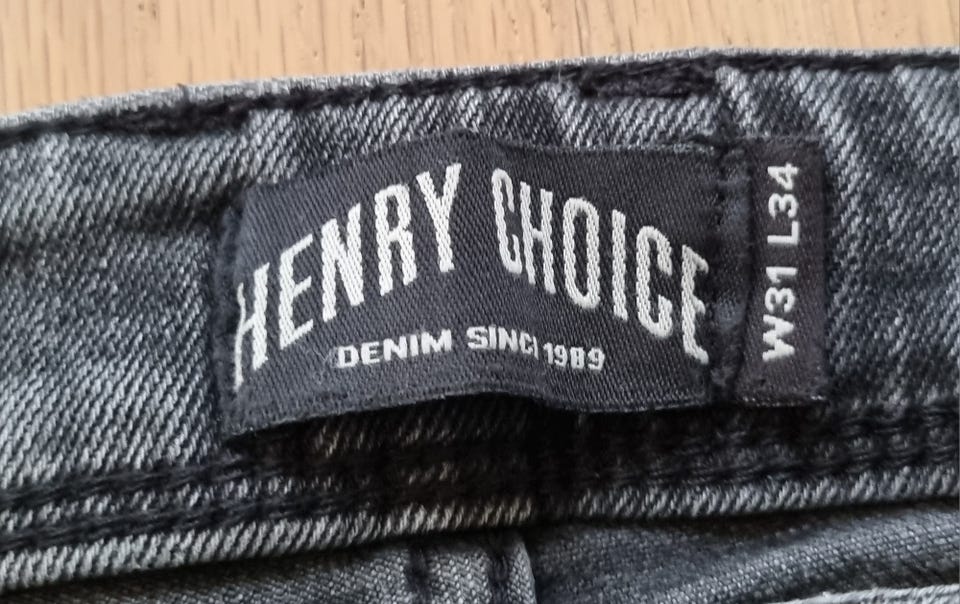 HENRY CHOICE
DENIM SINCE 1989
W31 L34